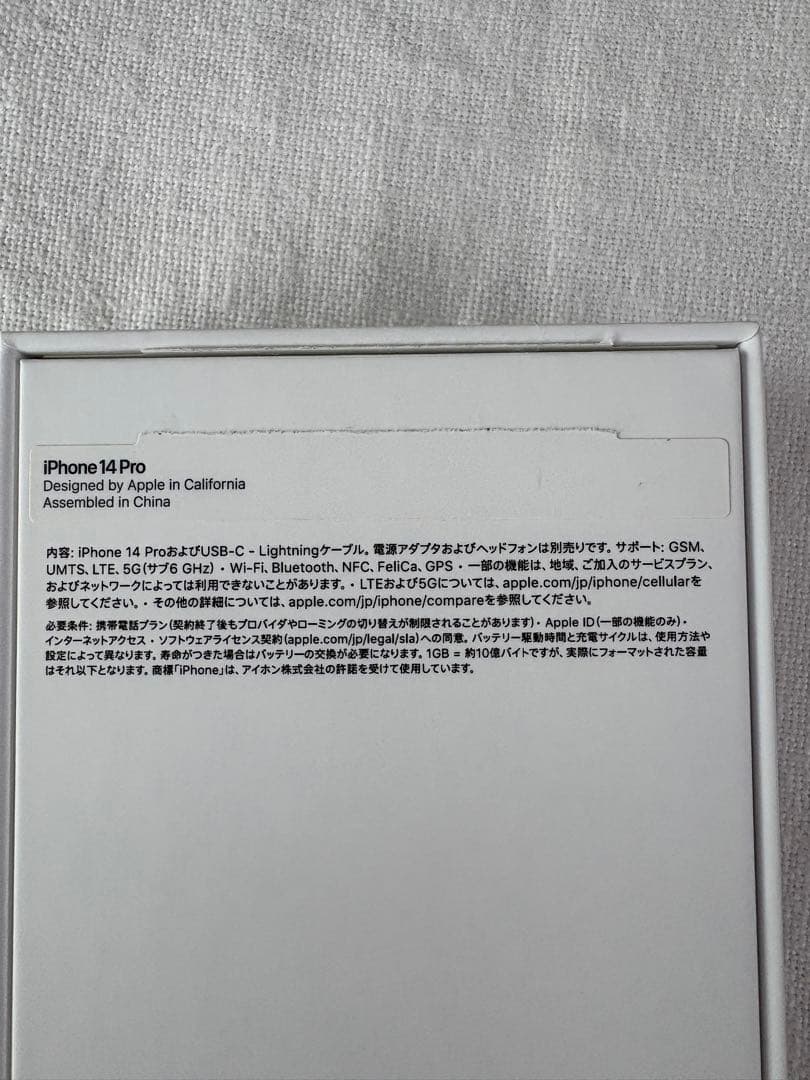 iPhone 14 Pro
Designed by Apple in California
Assembled in China
内容: iPhone 14 ProおよびUSB-C - Lightningケーブル。電源アダプタおよびヘッドフォンは別売りです。サポート: GSM、
UMTS、LTE、5G(サブ6 GHz)・Wi-Fi、Bluetooth、NFC、FeliCa、GPS・一部の機能は、地域、ご加入のサービスプラン、
およびネットワークによっては利用できないことがあります。・LTEおよび5Gについては、apple.com/jp/iphone/cellularを
参照してください。・その他の詳細については、apple.com/jp/iphone/compareを参照してください。
必要条件: 携帯電話プラン(契約終了後もプロバイダやローミングの切り替えが制限されることがあります)・Apple ID(一部の機能のみ)・
インターネットアクセス・ソフトウェアライセンス契約(apple.com/jp/legal/sla)への同意。バッテリー駆動時間と充電サイクルは、使用方法や
設定によって異なります。寿命がつきた場合はバッテリーの交換が必要になります。1GB = 約10億バイトですが、実際にフォーマットされた容量
はそれ以下となります。商標「iPhone」は、アイホン株式会社の許諾を受けて使用しています。